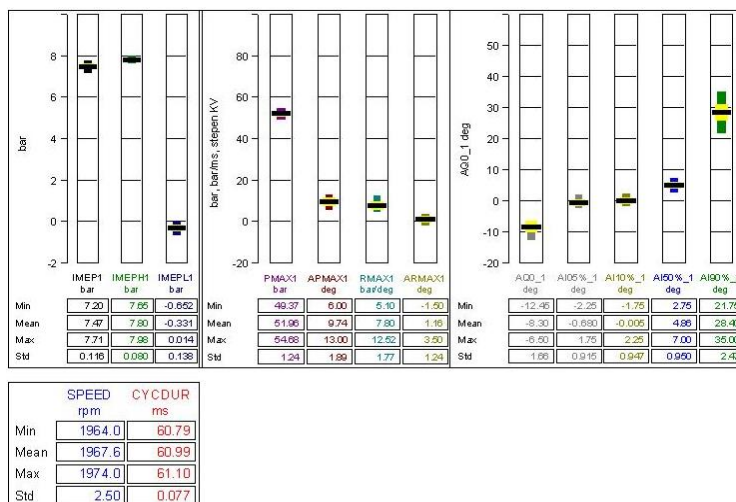 bar
8
6
4
2
0
-2
IMEP1 IMEPH1 IMEPL1
bar bar bar
Min 7.20 7.65 -0.652
Mean 7.47 7.80 -0.331
Max 7.71 7.98 0.014
Std 0.116 0.080 0.138
bar, bar/ms, stepen KV
80
60
40
20
0
-20
PMAX1 APMAX1 RMAX1 ARMAX1
bar deg bar/deg deg
Min 49.37 6.00 5.10 -1.50
Mean 51.96 9.74 7.80 1.16
Max 54.68 13.00 12.52 3.50
Std 1.24 1.89 1.77 1.24
AQ0_1 deg
50
40
30
20
10
0
-10
-20
AQ0_1 AI05%_1 AI10%_1 AI50%_1 AI90%_1
deg deg deg deg deg
Min -12.45 -2.25 -1.75 2.75 21.75
Mean -8.30 -0.680 -0.005 4.86 28.40
Max -6.50 1.75 2.25 7.00 35.00
Std 1.66 0.915 0.947 0.950 2.47
SPEED CYCDUR
rpm ms
Min 1964.0 60.79
Mean 1967.6 60.99
Max 1974.0 61.10
Std 2.50 0.077